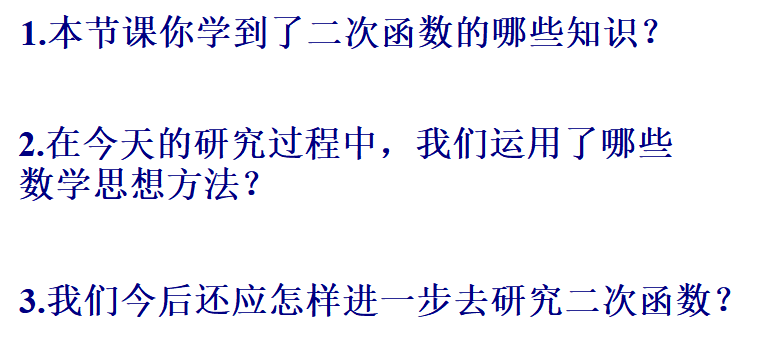 1.本节课你学到了二次函数的哪些知识？
2.在今天的研究过程中，我们运用了哪些
数学思想方法？
3.我们今后还应怎样进一步去研究二次函数？